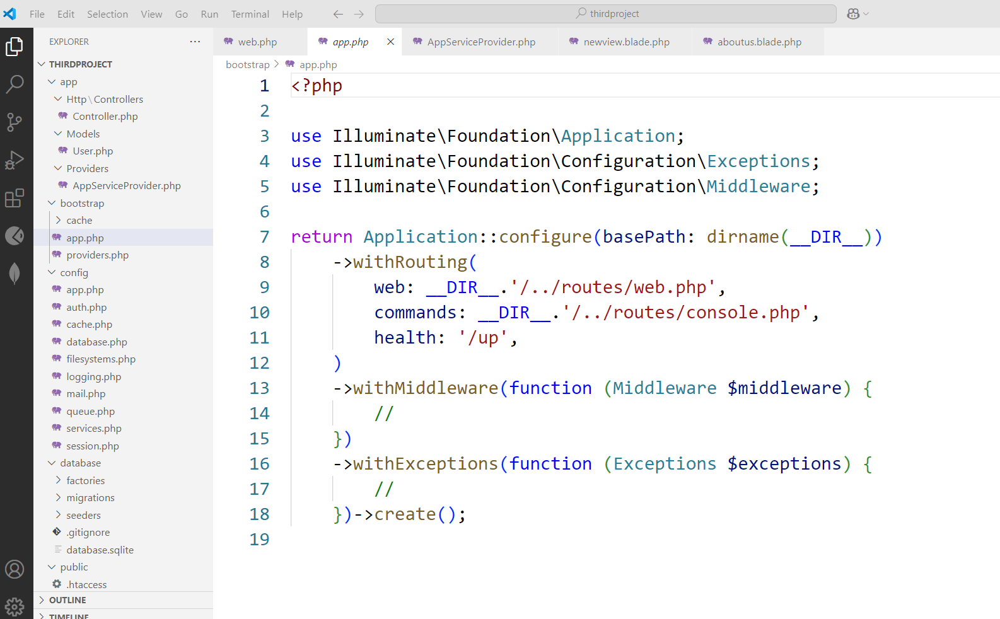 File Edit Selection View Go Run Terminal Help
thirdproject
EXPLORER
web.php
app.php
AppServiceProvider.php
newview.blade.php
aboutus.blade.php
THIRDPROJECT
app
Http\Controllers
Controller.php
Models
User.php
Providers
AppServiceProvider.php
bootstrap
cache
app.php
providers.php
config
app.php
auth.php
cache.php
database.php
filesystems.php
logging.php
mail.php
queue.php
services.php
session.php
database
factories
migrations
seeders
.gitignore
database.sqlite
public
.htaccess
OUTLINE
TIMELINE
bootstrap > app.php
1 <?php
2
3 use Illuminate\Foundation\Application;
4 use Illuminate\Foundation\Configuration\Exceptions;
5 use Illuminate\Foundation\Configuration\Middleware;
6
7 return Application::configure(basePath: dirname(__DIR__))
8     ->withRouting(
9         web: __DIR__.'/../routes/web.php',
10         commands: __DIR__.'/../routes/console.php',
11         health: '/up',
12     )
13     ->withMiddleware(function (Middleware $middleware) {
14         //
15     })
16     ->withExceptions(function (Exceptions $exceptions) {
17         //
18     })->create();
19